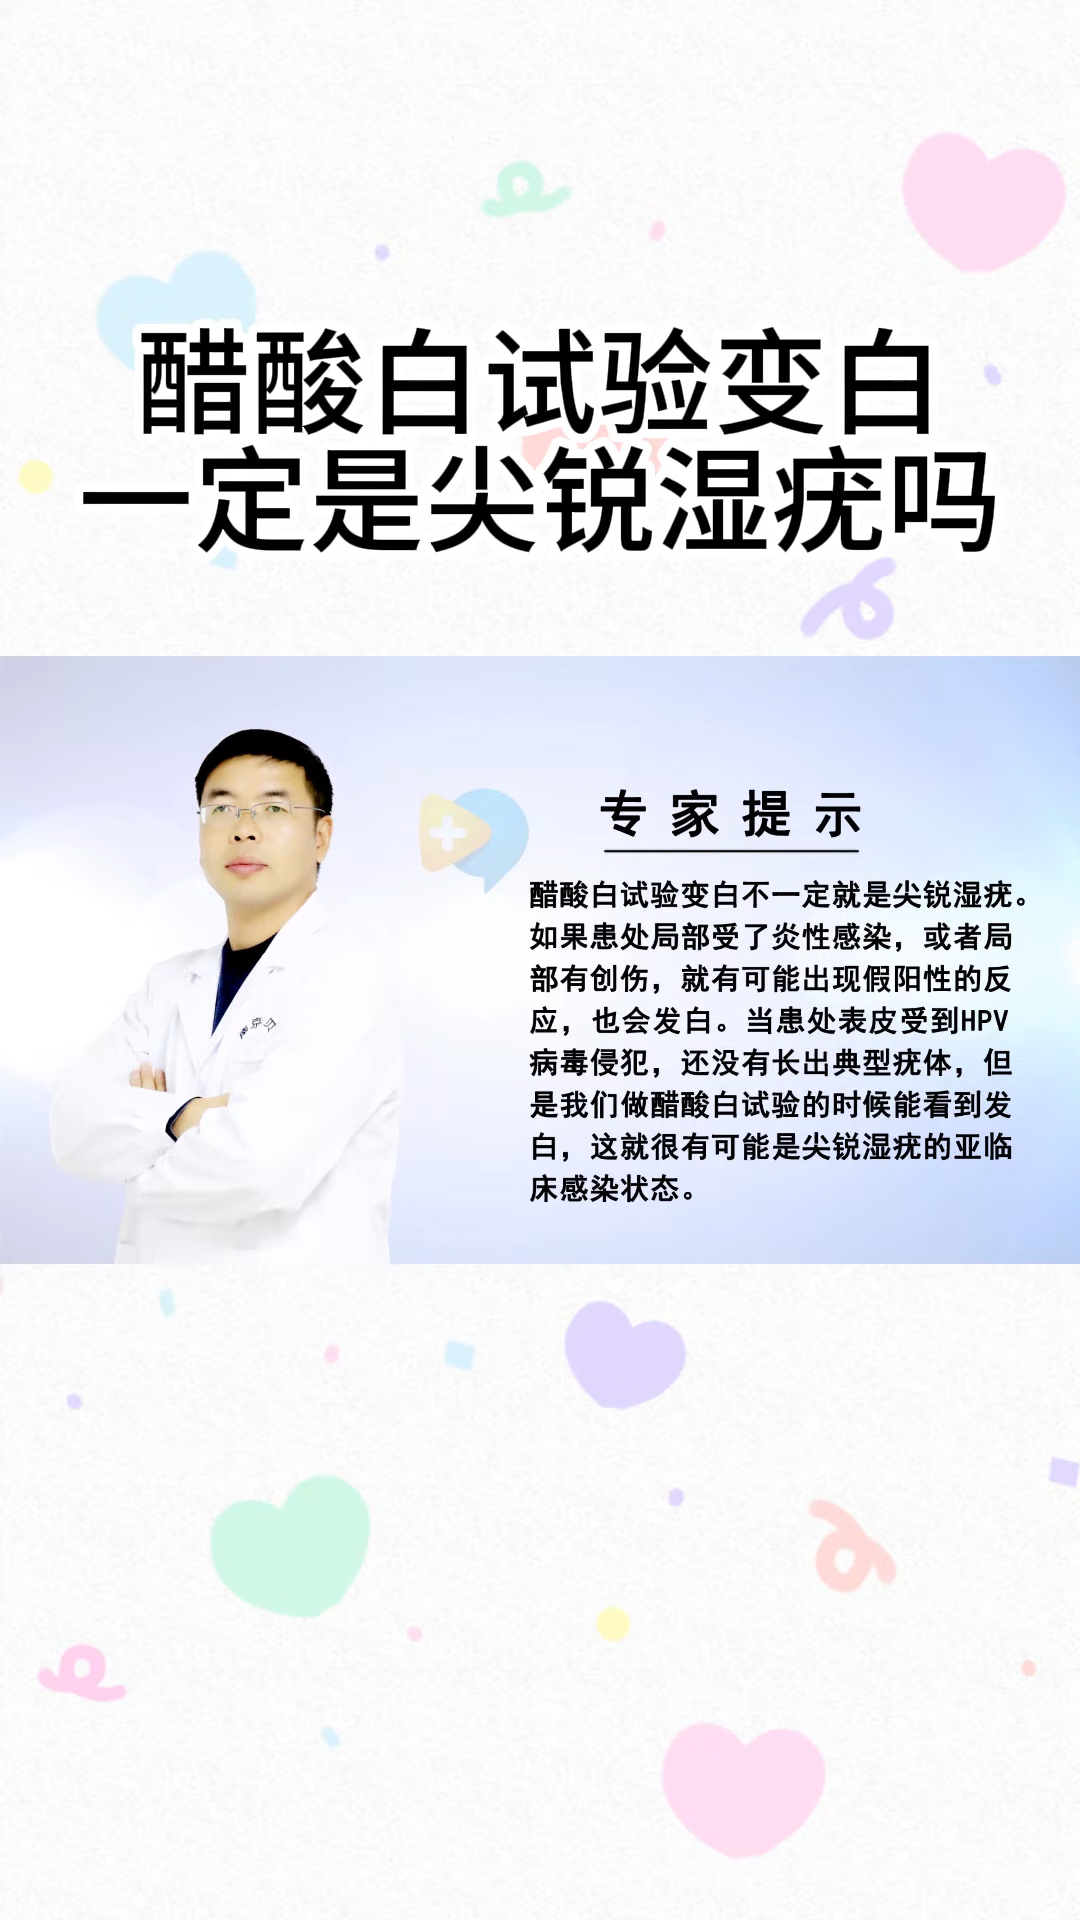 醋酸白试验变白
一定是尖锐湿疣吗
专家提示
醋酸白试验变白不一定就是尖锐湿疣。
如果患处局部受了炎性感染，或者局
部有创伤，就有可能出现假阳性的反
应，也会发白。当患处表皮受到HPV
病毒侵犯，还没有长出典型疣体，但
是我们做醋酸白试验的时候能看到发
白，这就很有可能是尖锐湿疣的亚临
床感染状态。